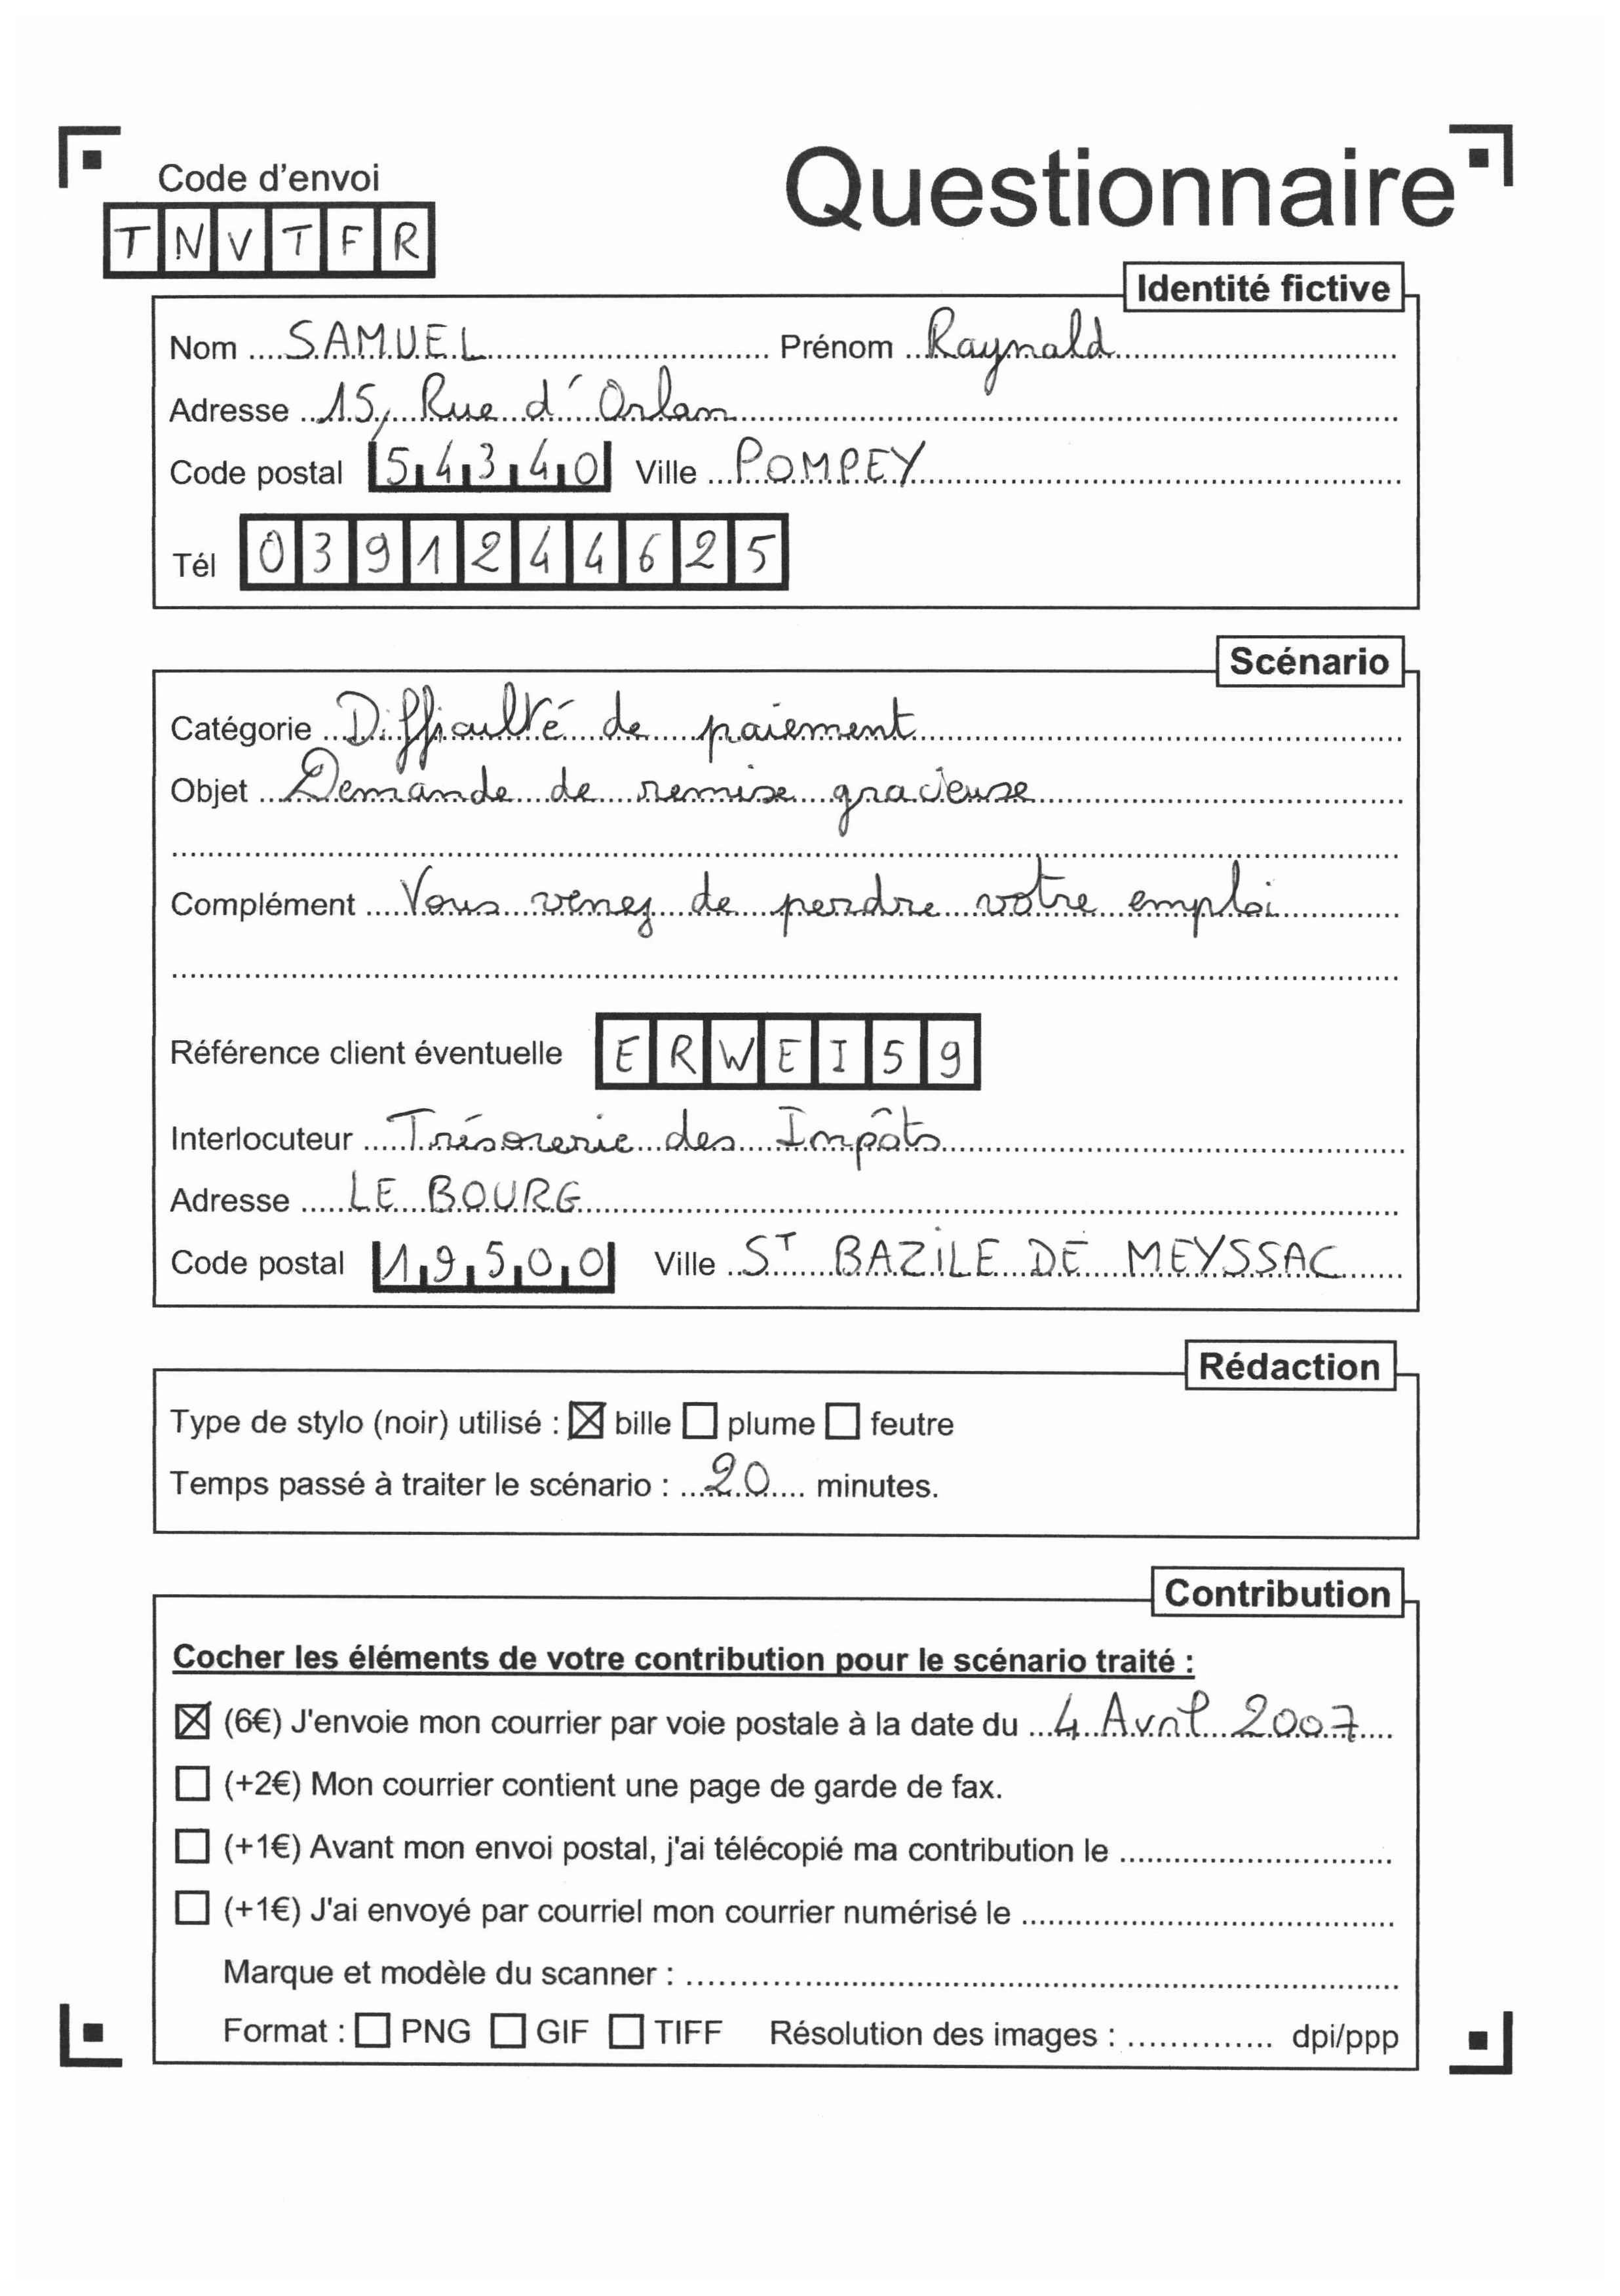 Code d'envoi
Questionnaire
TNVTFR
Identité fictive
Nom SAMUEL Prénom Raynald
Adresse 15, Rue d'Orlan
Code postal 54340 Ville POMPEY
Tél 0391244625
Scénario
Catégorie Difficulté de paiement
Objet Demande de remise gracieuse
Complément Vous venez de perdre votre emploi
Référence client éventuelle ERWEI59
Interlocuteur Trésorerie des Impôts
Adresse LE BOURG
Code postal 19500 Ville ST BAZILE DE MEYSSAC
Rédaction
Type de stylo (noir) utilisé : ☒ bille ☐ plume ☐ feutre
Temps passé à traiter le scénario : 20 minutes.
Contribution
Cocher les éléments de votre contribution pour le scénario traité :
☒ (6€) J'envoie mon courrier par voie postale à la date du 4 Avril 2007
☐ (+2€) Mon courrier contient une page de garde de fax.
☐ (+1€) Avant mon envoi postal, j'ai télécopié ma contribution le
☐ (+1€) J'ai envoyé par courriel mon courrier numérisé le
Marque et modèle du scanner :
Format : ☐ PNG ☐ GIF ☐ TIFF Résolution des images : dpi/ppp